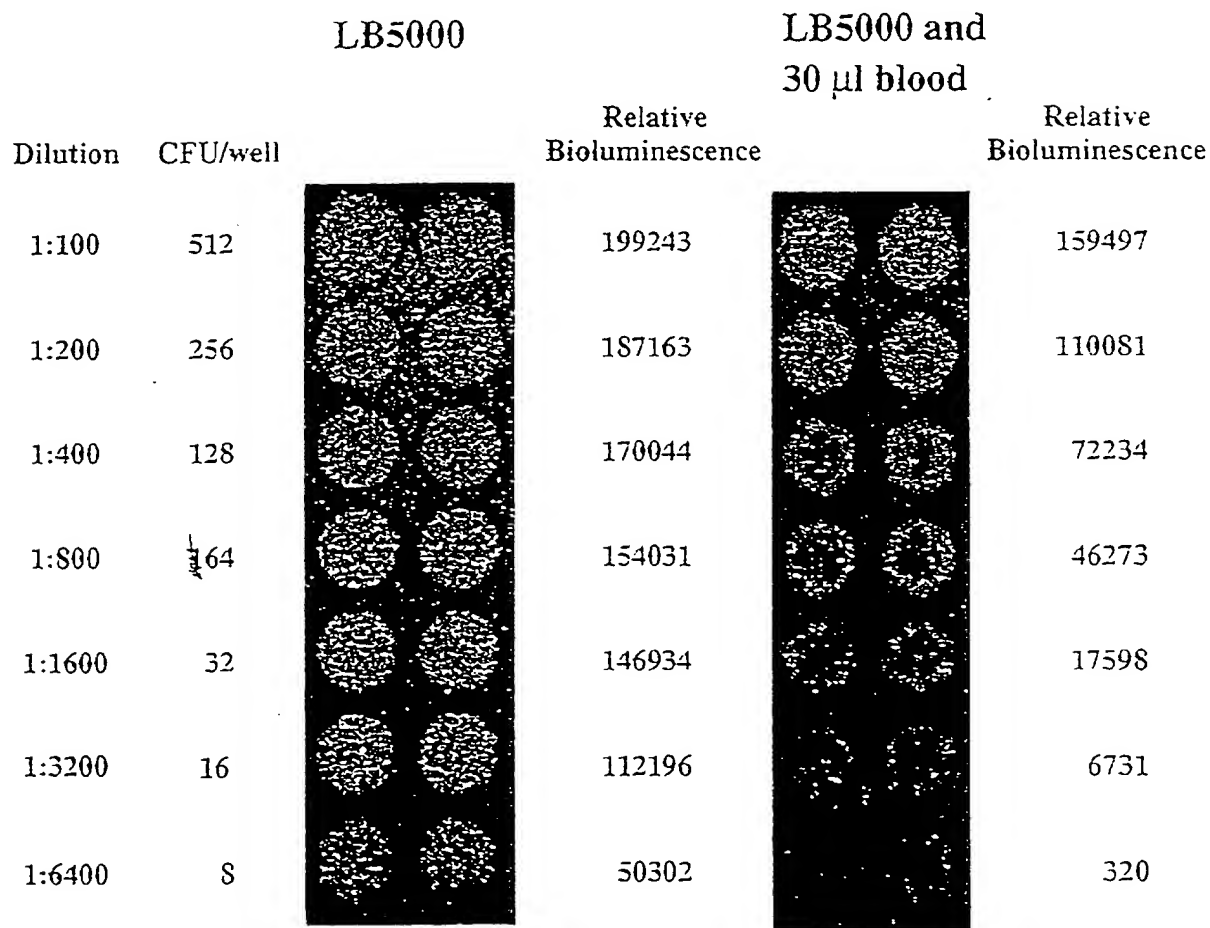 LB5000
LB5000 and
30 µl blood
Relative
Bioluminescence
Relative
Bioluminescence
Dilution CFU/well
1:100 512 199243 159497
1:200 256 187163 110081
1:400 128 170044 72234
1:800 64 154031 46273
1:1600 32 146934 17598
1:3200 16 112196 6731
1:6400 8 50302 320